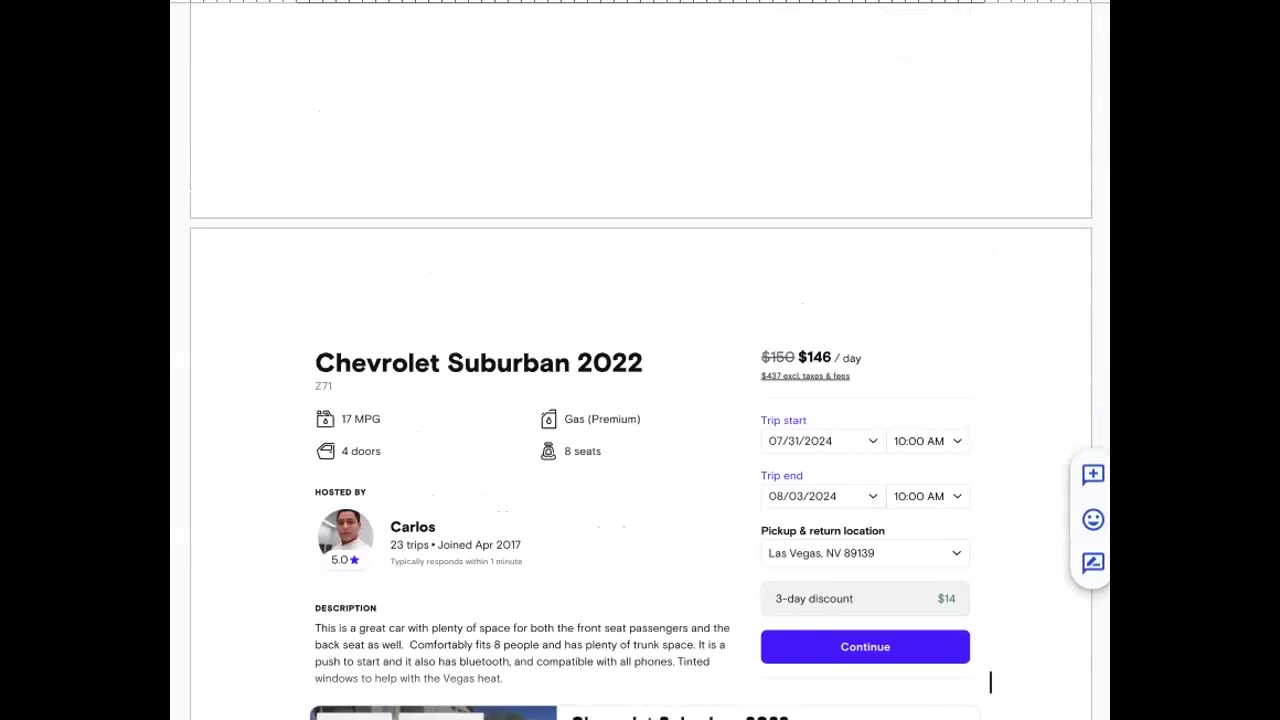 Chevrolet Suburban 2022
Z71
17 MPG
Gas (Premium)
4 doors
8 seats
HOSTED BY
Carlos
23 trips • Joined Apr 2017
Typically responds within 1 minute
5.0
DESCRIPTION
This is a great car with plenty of space for both the front seat passengers and the
back seat as well. Comfortably fits 8 people and has plenty of trunk space. It is a
push to start and it also has bluetooth, and compatible with all phones. Tinted
windows to help with the Vegas heat.
$150 $146 / day
$437 excl. taxes & fees
Trip start
07/31/2024
10:00 AM
Trip end
08/03/2024
10:00 AM
Pickup & return location
Las Vegas, NV 89139
3-day discount
$14
Continue